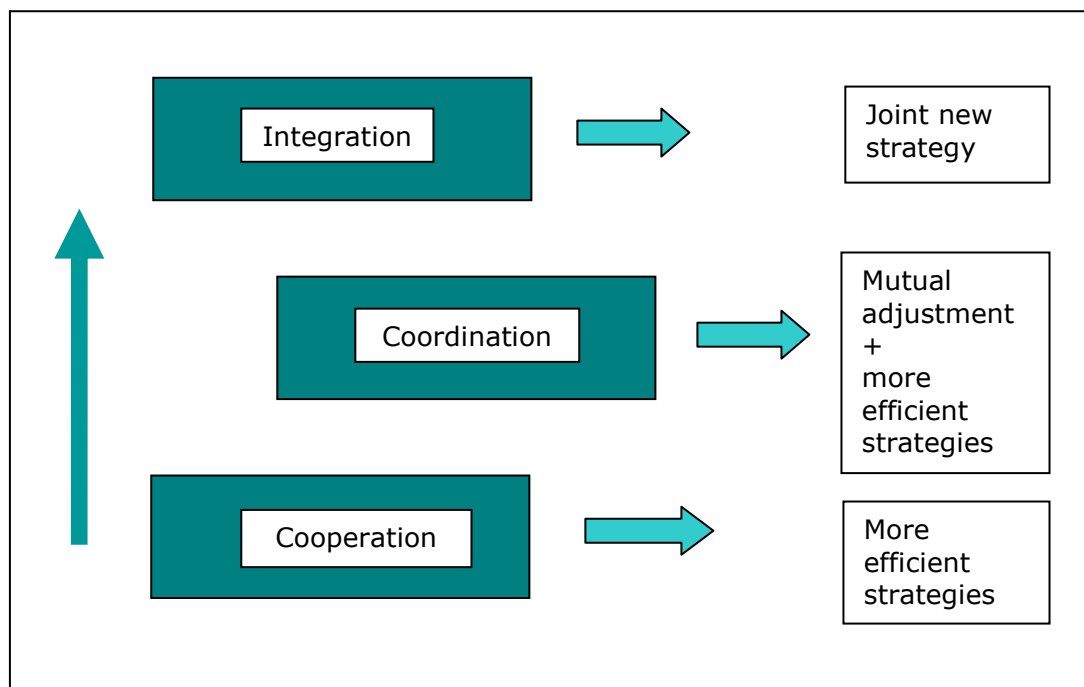 Integration
Joint new
strategy
Coordination
Mutual
adjustment
+
more
efficient
strategies
Cooperation
More
efficient
strategies